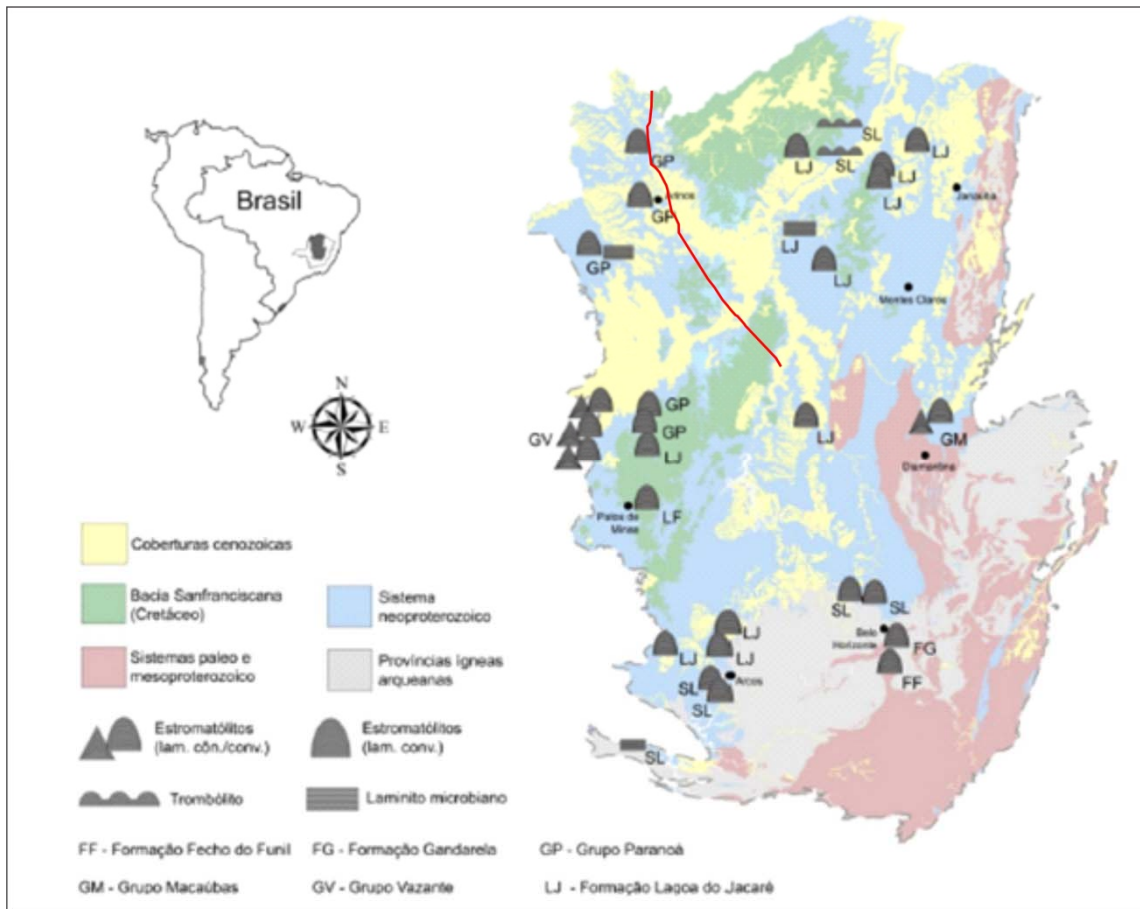 Brasil
N
W E
S
GP
SL
LJ
SL
LJ
LJ
LJ
Arinos
GP
Janaúba
GP
LJ
LJ
Montes Claros
GP
GP
GV
LJ
LJ
GM
Diamantina
Patos de
Minas
LF
SL
SL
Belo
Horizonte
FG
FF
LJ
LJ
LJ
SL
Arcos
SL
SL
Coberturas cenozoicas
Bacia Sanfranciscana
(Cretáceo)
Sistema
neoproterozoico
Sistemas paleo e
mesoproterozoico
Províncias ígneas
arqueanas
Estromatólitos
(lam. côn./conv.)
Estromatólitos
(lam. conv.)
Trombólito
Laminito microbiano
FF - Formação Fecho do Funil
FG - Formação Gandarela
GP - Grupo Paranoá
GM - Grupo Macaúbas
GV - Grupo Vazante
LJ - Formação Lagoa do Jacaré